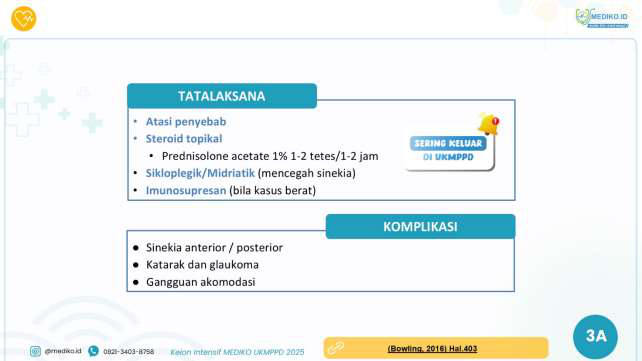 MEDIKO.ID
TATALAKSANA
• Atasi penyebab
• Steroid topikal
• Prednisolone acetate 1% 1-2 tetes/1-2 jam
• Sikloplegik/Midriatik (mencegah sinekia)
• Imunosupresan (bila kasus berat)
SERING KELUAR
DI UKMPPD
KOMPLIKASI
● Sinekia anterior / posterior
● Katarak dan glaukoma
● Gangguan akomodasi
3A
@mediko.id 0821-3403-8758 Kelon Intensif MEDIKO UKMPPD 2025
(Bowling, 2016) Hal.403